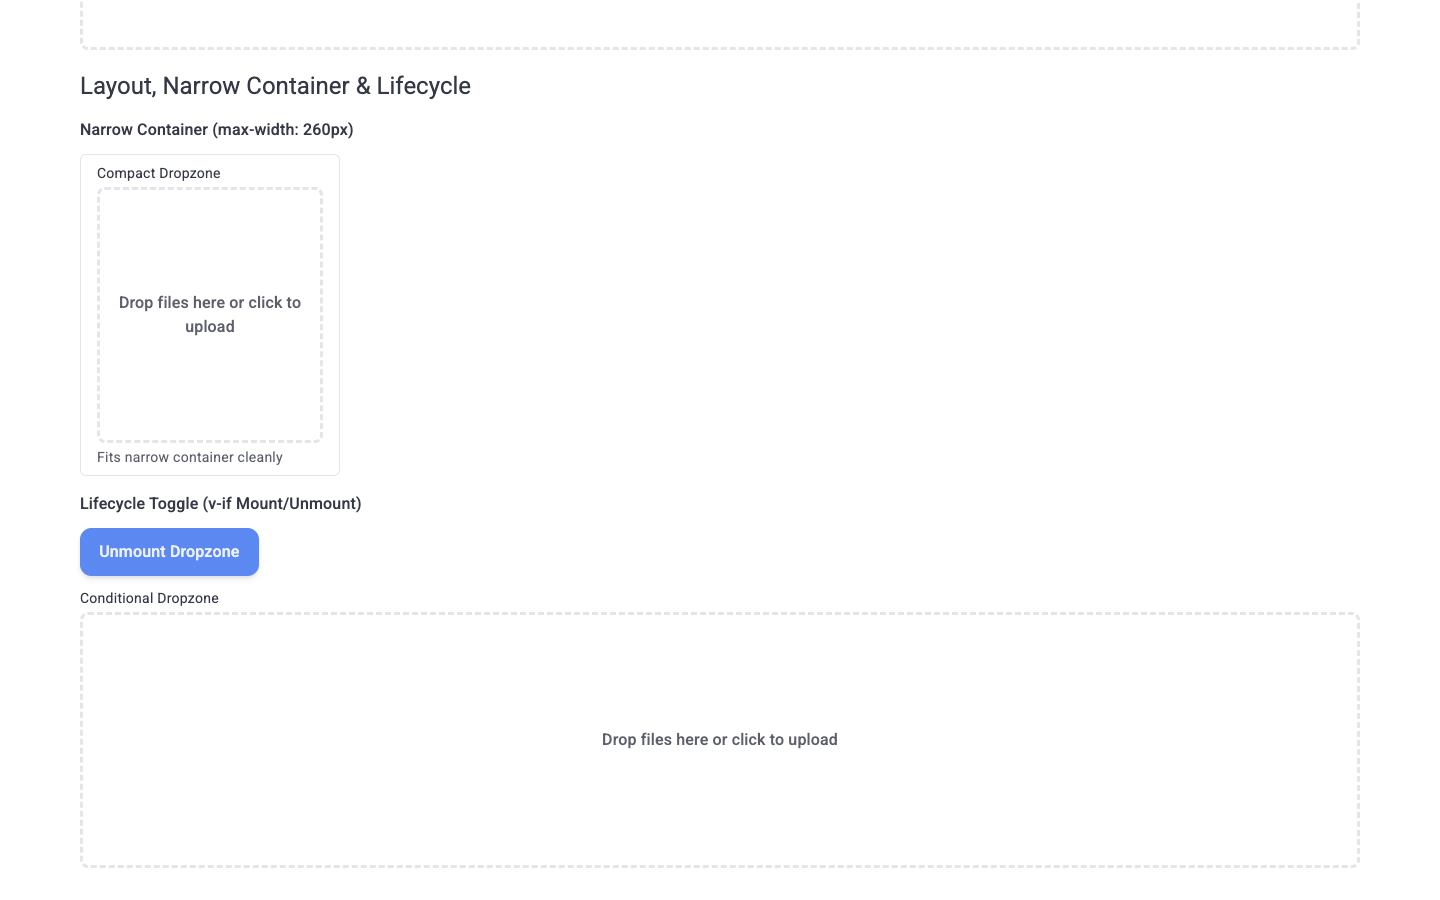 Layout, Narrow Container & Lifecycle
Narrow Container (max-width: 260px)
Compact Dropzone
Drop files here or click to
upload
Fits narrow container cleanly
Lifecycle Toggle (v-if Mount/Unmount)
Unmount Dropzone
Conditional Dropzone
Drop files here or click to upload